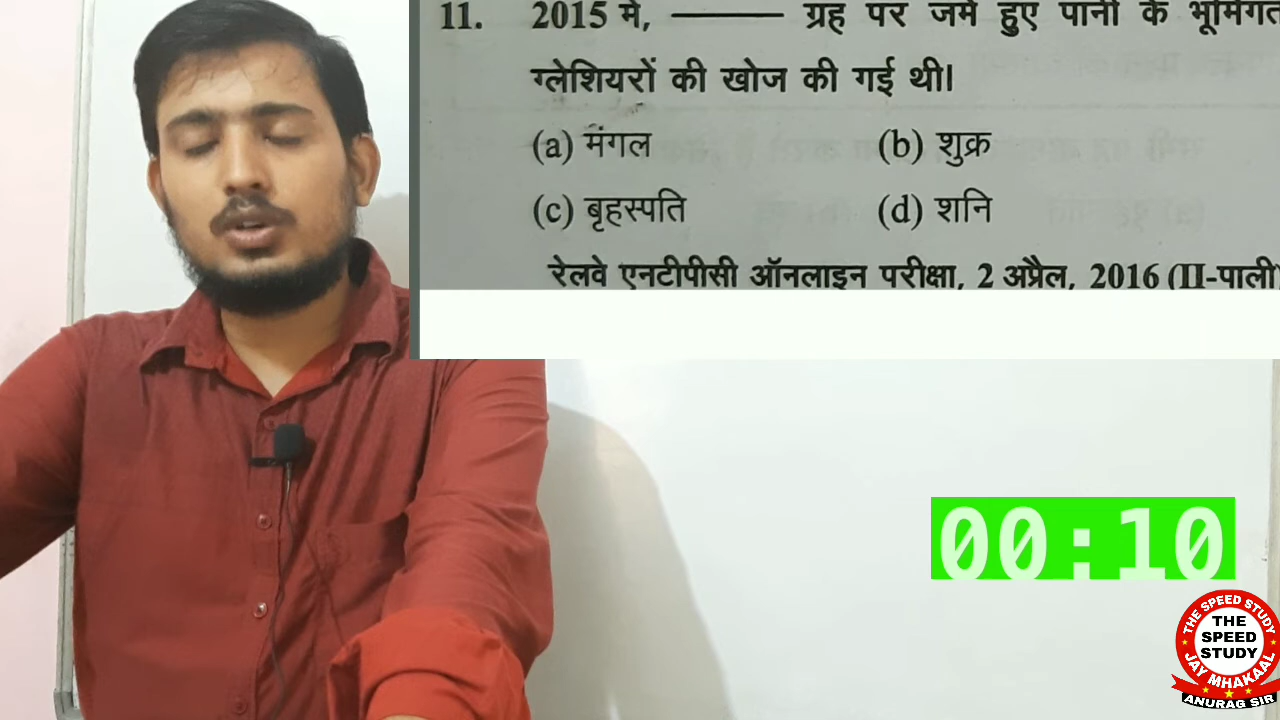 11. 2015 में, ——— ग्रह पर जमे हुए पानी के भूमिगत
ग्लेशियरों की खोज की गई थी।
(a) मंगल (b) शुक्र
(c) बृहस्पति (d) शनि
रेलवे एनटीपीसी ऑनलाइन परीक्षा, 2 अप्रैल, 2016 (II-पाली)
00:10
THE SPEED STUDY
THE
SPEED
STUDY
JAY MHAKAAL
ANURAG SIR